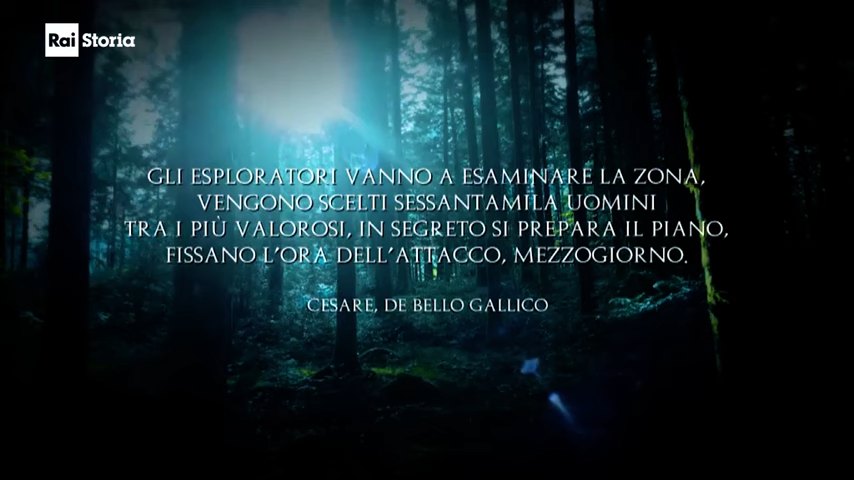 Rai Storia
GLI ESPLORATORI VANNO A ESAMINARE LA ZONA,
VENGONO SCELTI SESSANTAMILA UOMINI
TRA I PIÙ VALOROSI, IN SEGRETO SI PREPARA IL PIANO,
FISSANO L'ORA DELL'ATTACCO, MEZZOGIORNO.
CESARE, DE BELLO GALLICO